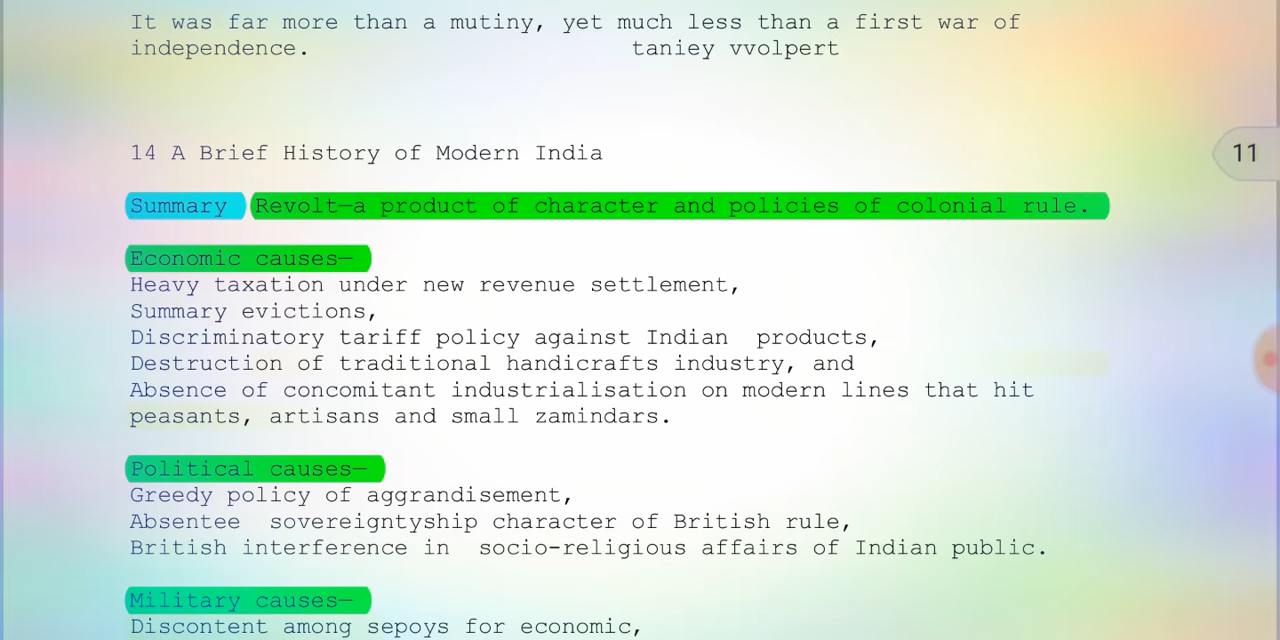 It was far more than a mutiny, yet much less than a first war of
independence. taniey vvolpert
14 A Brief History of Modern India
11
Summary Revolt—a product of character and policies of colonial rule.
Economic causes—
Heavy taxation under new revenue settlement,
Summary evictions,
Discriminatory tariff policy against Indian products,
Destruction of traditional handicrafts industry, and
Absence of concomitant industrialisation on modern lines that hit
peasants, artisans and small zamindars.
Political causes—
Greedy policy of aggrandisement,
Absentee sovereigntyship character of British rule,
British interference in socio-religious affairs of Indian public.
Military causes—
Discontent among sepoys for economic,